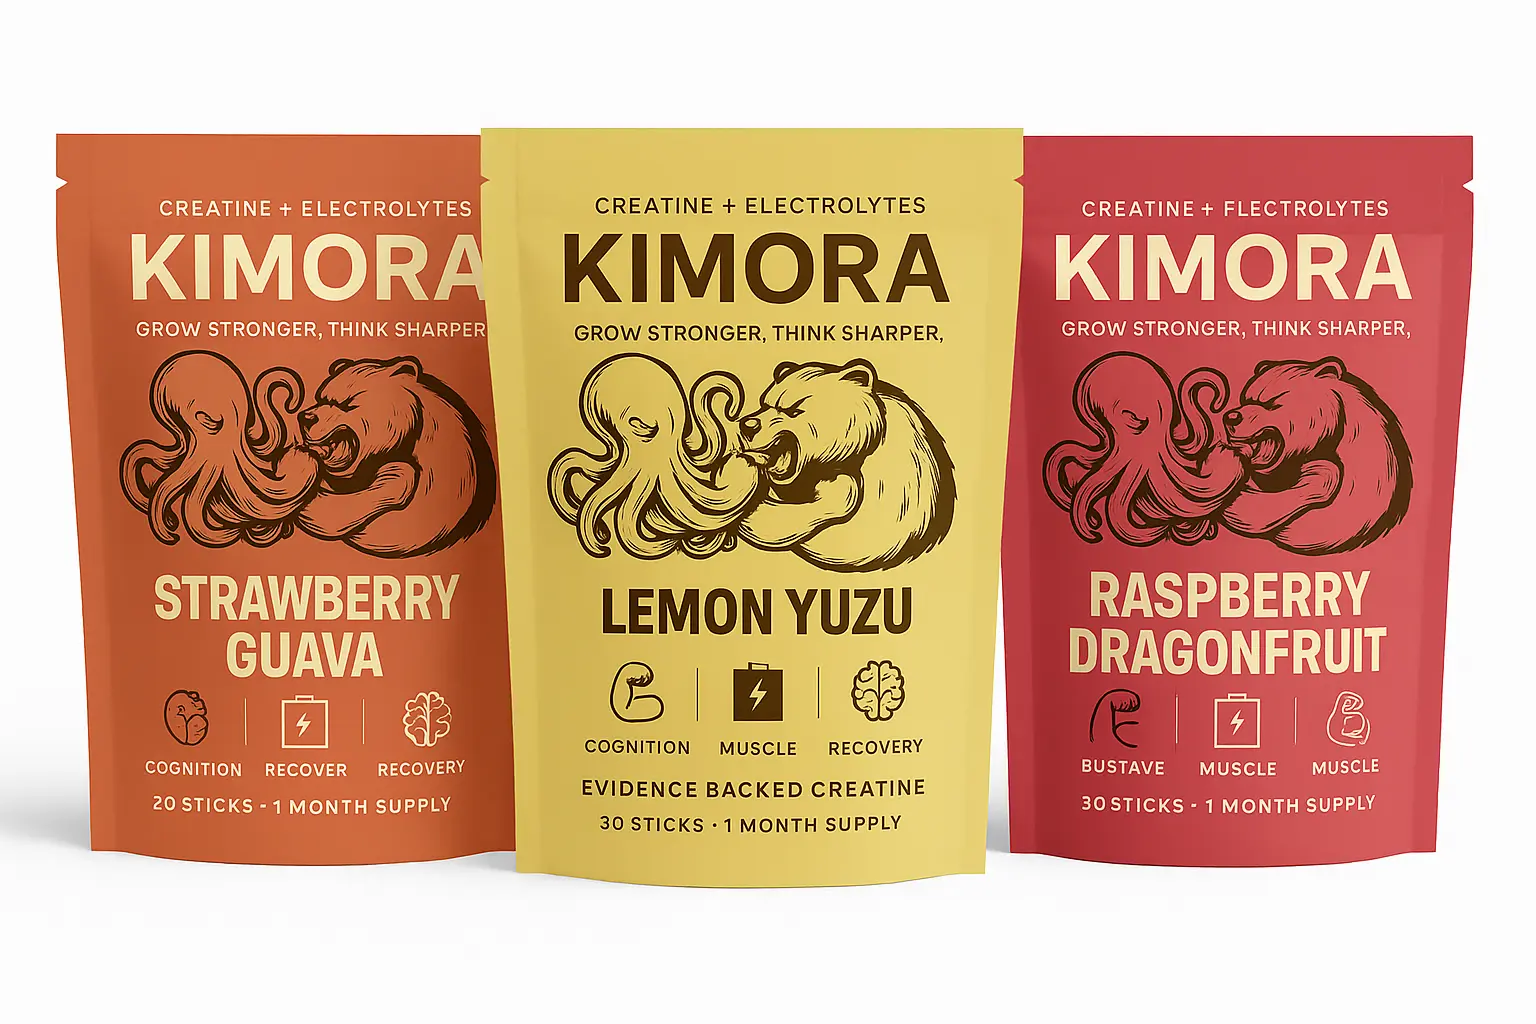 CREATINE + ELECTROLYTES
KIMORA
GROW STRONGER, THINK SHARPER
STRAWBERRY
GUAVA
COGNITION
RECOVER
RECOVERY
20 STICKS - 1 MONTH SUPPLY
CREATINE + ELECTROLYTES
KIMORA
GROW STRONGER, THINK SHARPER,
LEMON YUZU
COGNITION
MUSCLE
RECOVERY
EVIDENCE BACKED CREATINE
30 STICKS · 1 MONTH SUPPLY
CREATINE + FLECTROLYTES
KIMORA
GROW STRONGER, THINK SHARPER,
RASPBERRY
DRAGONFRUIT
BUSTAVE
MUSCLE
MUSCLE
30 STICKS - 1 MONTH SUPPLY